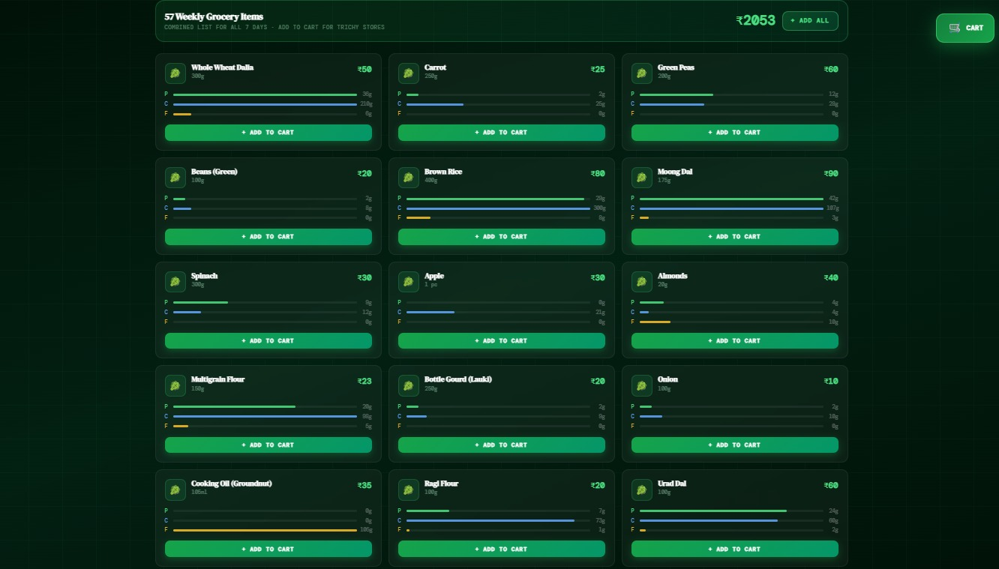 57 Weekly Grocery Items
COMBINED LIST FOR ALL 7 DAYS · ADD TO CART FOR TRICHY STORES
₹2053
+ ADD ALL
CART
Whole Wheat Dalia
₹50
300g
P 36g
C 210g
F 6g
+ ADD TO CART
Carrot
₹25
250g
P 2g
C 25g
F 0g
+ ADD TO CART
Green Peas
₹60
200g
P 12g
C 28g
F 0g
+ ADD TO CART
Beans (Green)
₹20
100g
P 2g
C 8g
F 0g
+ ADD TO CART
Brown Rice
₹80
400g
P 29g
C 300g
F 8g
+ ADD TO CART
Moong Dal
₹90
175g
P 42g
C 107g
F 3g
+ ADD TO CART
Spinach
₹30
300g
P 9g
C 12g
F 0g
+ ADD TO CART
Apple
₹30
1 pc
P 0g
C 21g
F 0g
+ ADD TO CART
Almonds
₹40
20g
P 4g
C 4g
F 10g
+ ADD TO CART
Multigrain Flour
₹23
150g
P 20g
C 98g
F 5g
+ ADD TO CART
Bottle Gourd (Lauki)
₹20
250g
P 2g
C 9g
F 0g
+ ADD TO CART
Onion
₹10
100g
P 2g
C 10g
F 0g
+ ADD TO CART
Cooking Oil (Groundnut)
₹35
105ml
P 0g
C 0g
F 105g
+ ADD TO CART
Ragi Flour
₹20
100g
P 7g
C 73g
F 1g
+ ADD TO CART
Urad Dal
₹60
100g
P 24g
C 60g
F 2g
+ ADD TO CART